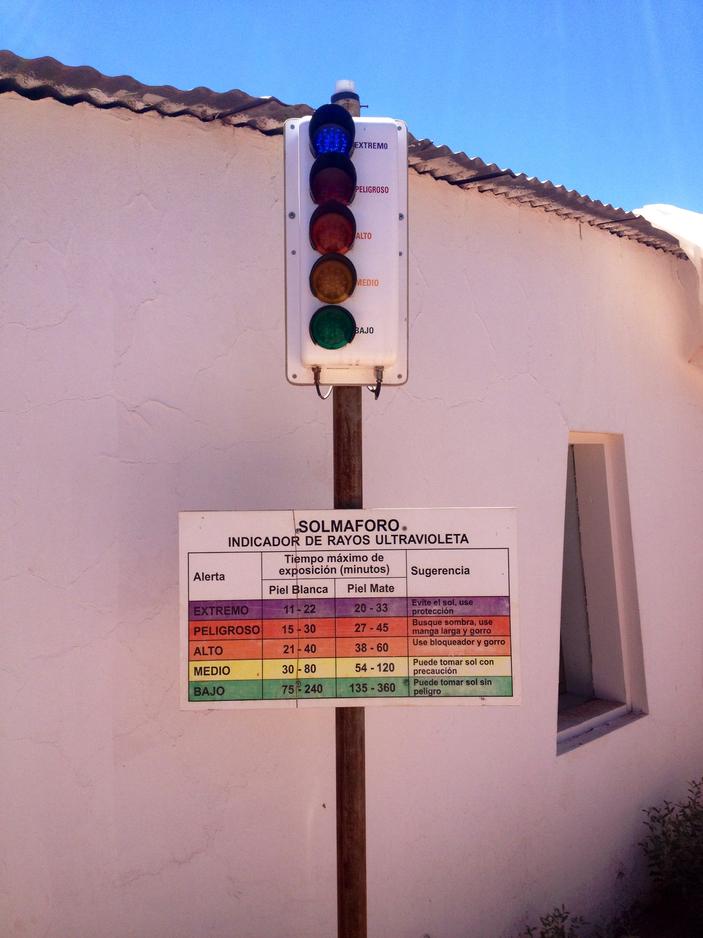 EXTREMO
PELIGROSO
ALTO
MEDIO
BAJO
SOLMAFORO
INDICADOR DE RAYOS ULTRAVIOLETA
Alerta
Tiempo máximo de
exposición (minutos)
Sugerencia
Piel Blanca
Piel Mate
EXTREMO
11 - 22
20 - 33
Evite el sol, use
protección
PELIGROSO
15 - 30
27 - 45
Busque sombra, use
manga larga y gorro
ALTO
21 - 40
38 - 60
Use bloqueador y gorro
MEDIO
30 - 80
54 - 120
Puede tomar sol con
precaución
BAJO
75 - 240
135 - 360
Puede tomar sol sin
peligro